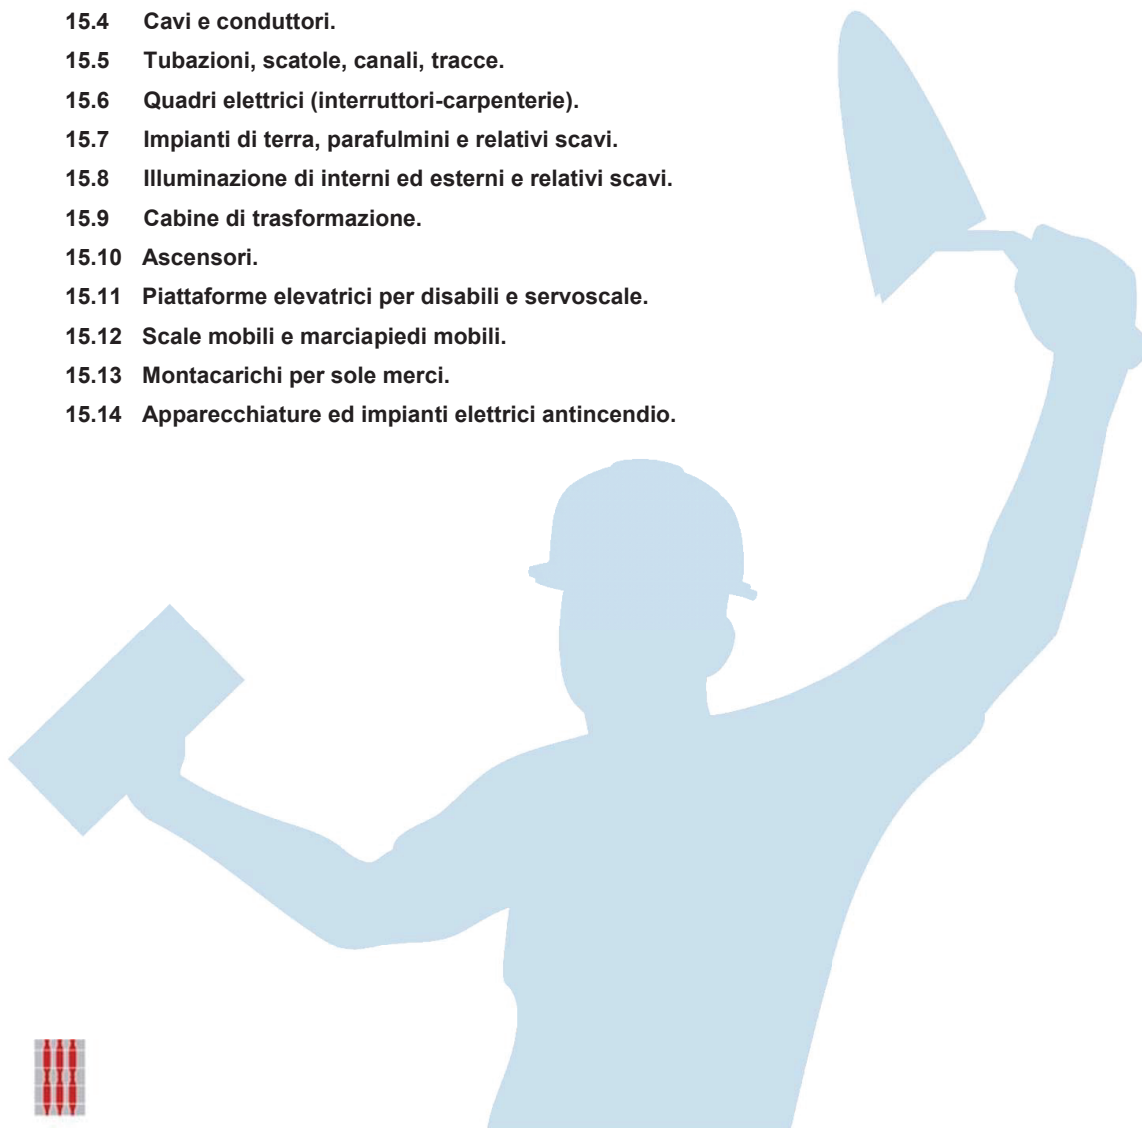 15.4 Cavi e conduttori.
15.5 Tubazioni, scatole, canali, tracce.
15.6 Quadri elettrici (interruttori-carpenterie).
15.7 Impianti di terra, parafulmini e relativi scavi.
15.8 Illuminazione di interni ed esterni e relativi scavi.
15.9 Cabine di trasformazione.
15.10 Ascensori.
15.11 Piattaforme elevatrici per disabili e servoscale.
15.12 Scale mobili e marciapiedi mobili.
15.13 Montacarichi per sole merci.
15.14 Apparecchiature ed impianti elettrici antincendio.